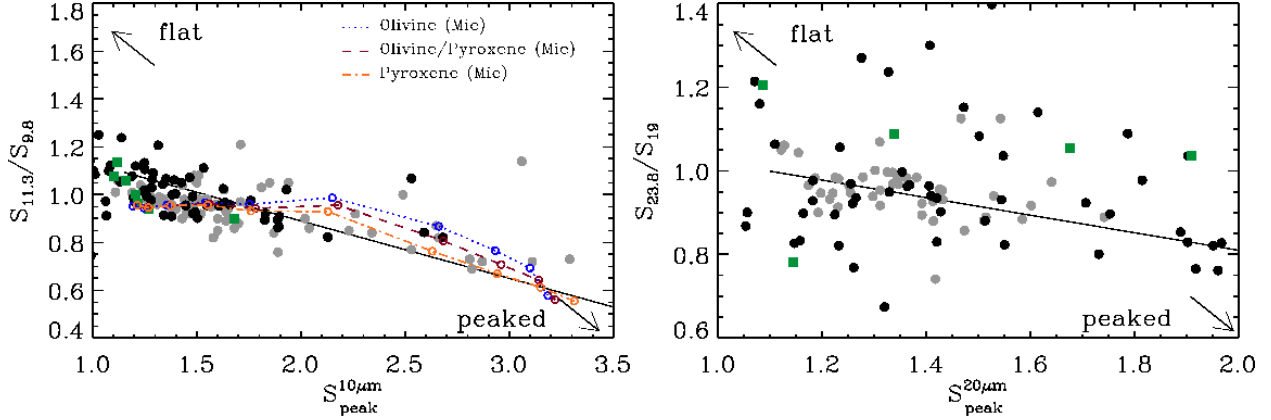 flat
Olivine (Mie)
Olivine/Pyroxene (Mie)
Pyroxene (Mie)
peaked
1.8
1.6
1.4
1.2
1.0
0.8
0.6
0.4
S11.3/S9.8
1.0 1.5 2.0 2.5 3.0 3.5
S10μm peak
flat
peaked
1.4
1.2
1.0
0.8
0.6
S23.8/S19
1.0 1.2 1.4 1.6 1.8 2.0
S20μm peak